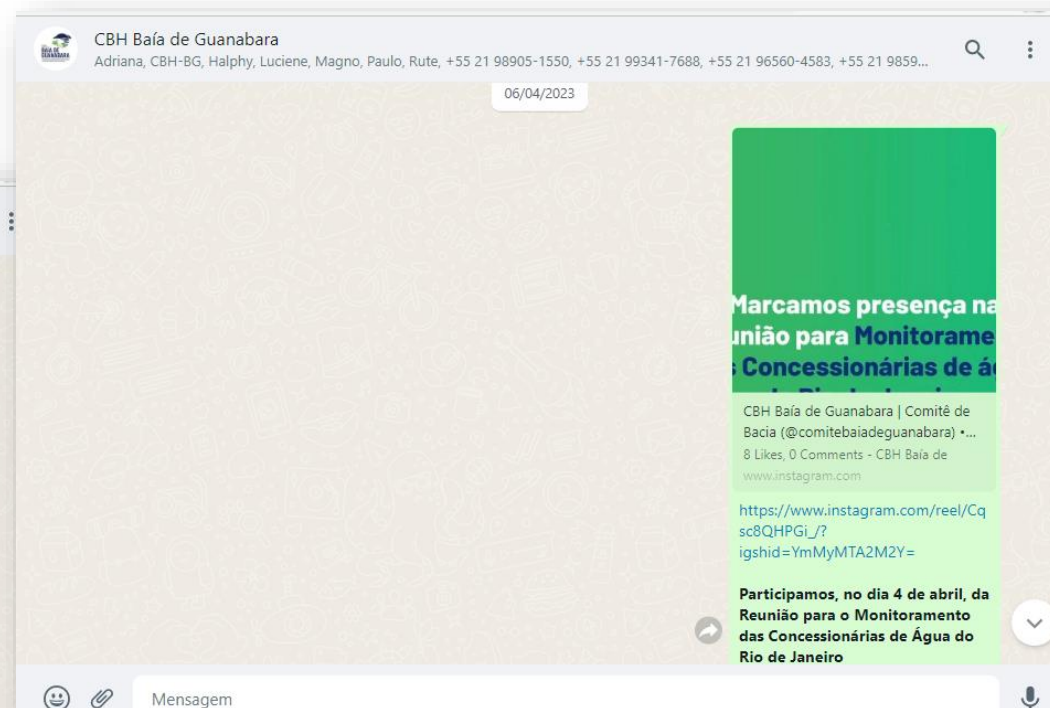 CBH Baía de Guanabara
Adriana, CBH-BG, Halphy, Luciene, Magno, Paulo, Rute, +55 21 98905-1550, +55 21 99341-7688, +55 21 96560-4583, +55 21 9859...
06/04/2023
Marcamos presença na
união para Monitorame
s Concessionárias de ág
CBH Baía de Guanabara | Comitê de
Bacia (@comitebaiadeguanabara) •...
8 Likes, 0 Comments - CBH Baía de
www.instagram.com
https://www.instagram.com/reel/Cq
sc8QHPGi_/?
igshid=YmMyMTA2M2Y=
Participamos, no dia 4 de abril, da
Reunião para o Monitoramento
das Concessionárias de Água do
Rio de Janeiro
Mensagem